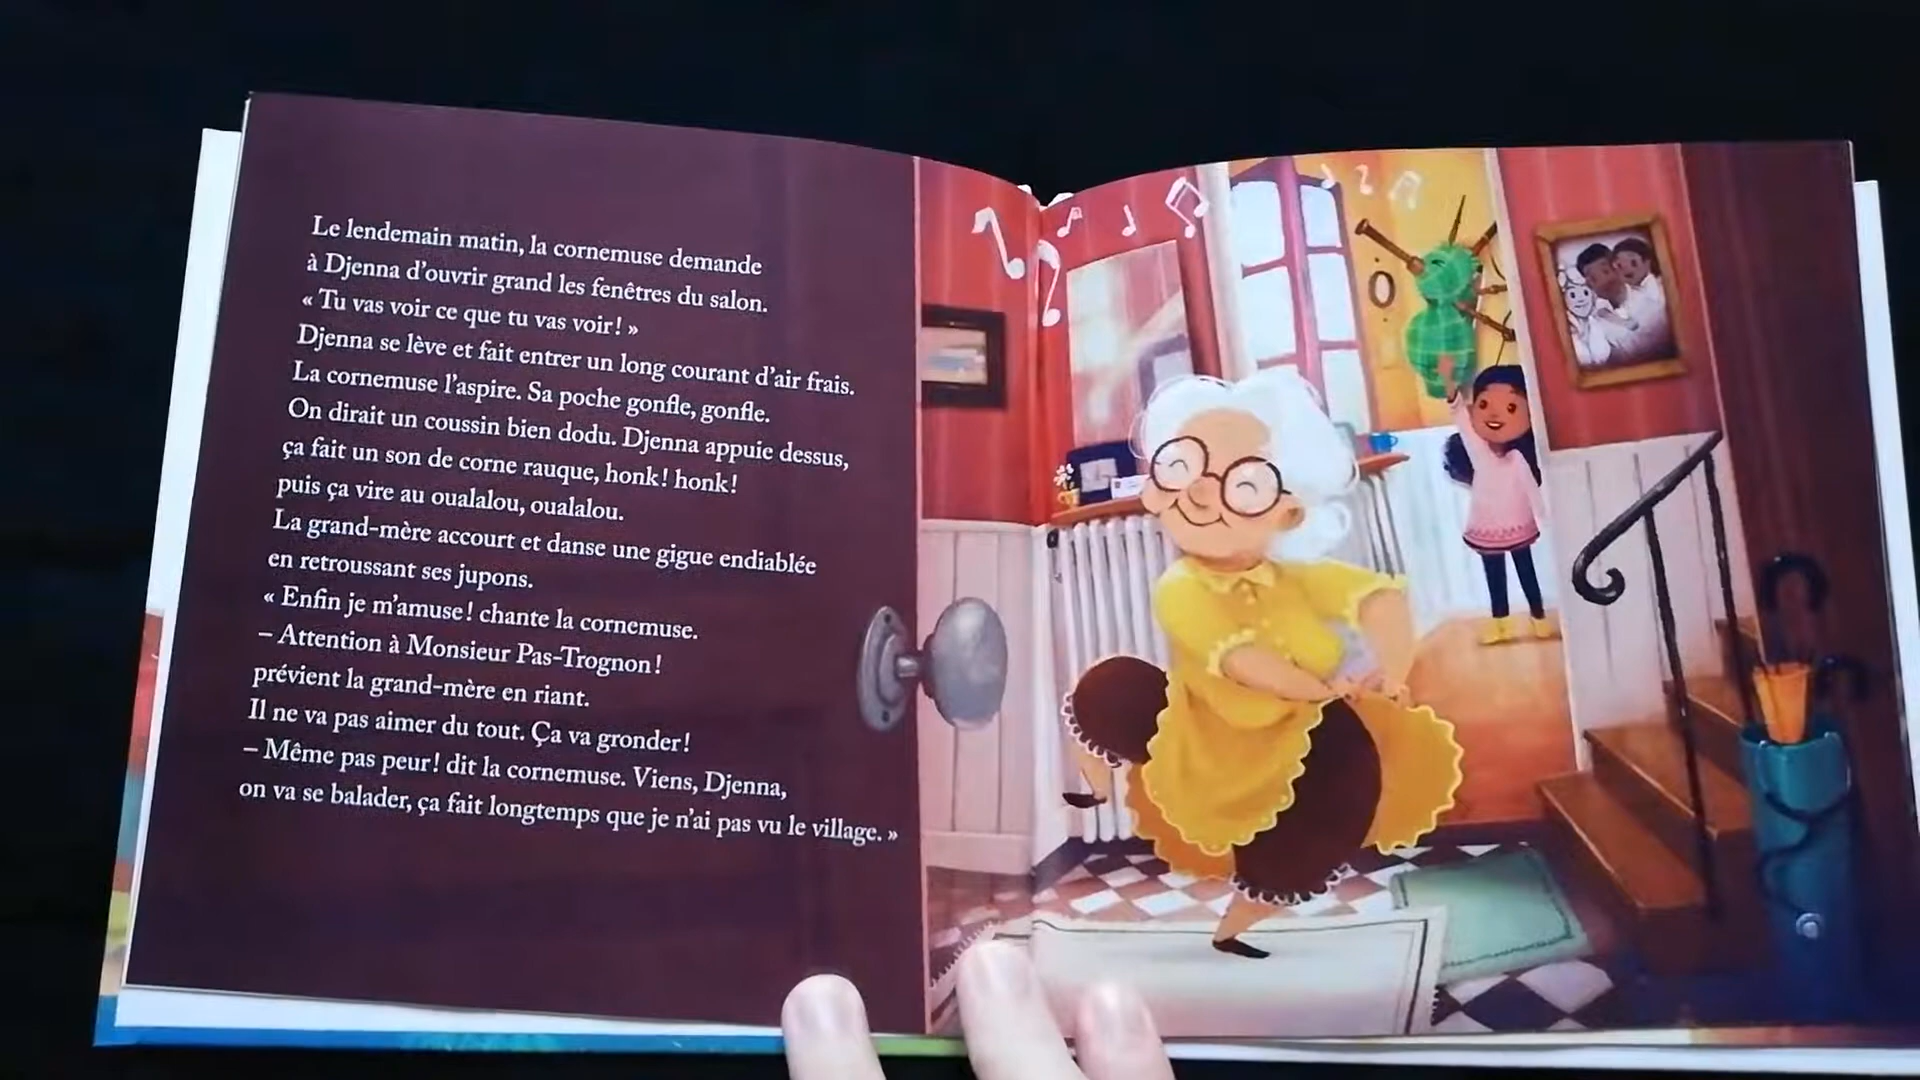 Le lendemain matin, la cornemuse demande
à Djenna d'ouvrir grand les fenêtres du salon.
« Tu vas voir ce que tu vas voir! »
Djenna se lève et fait entrer un long courant d'air frais.
La cornemuse l'aspire. Sa poche gonfle, gonfle.
On dirait un coussin bien dodu. Djenna appuie dessus,
ça fait un son de corne rauque, honk! honk!
puis ça vire au oualalou, oualalou.
La grand-mère accourt et danse une gigue endiablée
en retroussant ses jupons.
« Enfin je m'amuse! chante la cornemuse.
– Attention à Monsieur Pas-Trognon!
prévient la grand-mère en riant.
Il ne va pas aimer du tout. Ça va gronder!
– Même pas peur! dit la cornemuse. Viens, Djenna,
on va se balader, ça fait longtemps que je n'ai pas vu le village. »